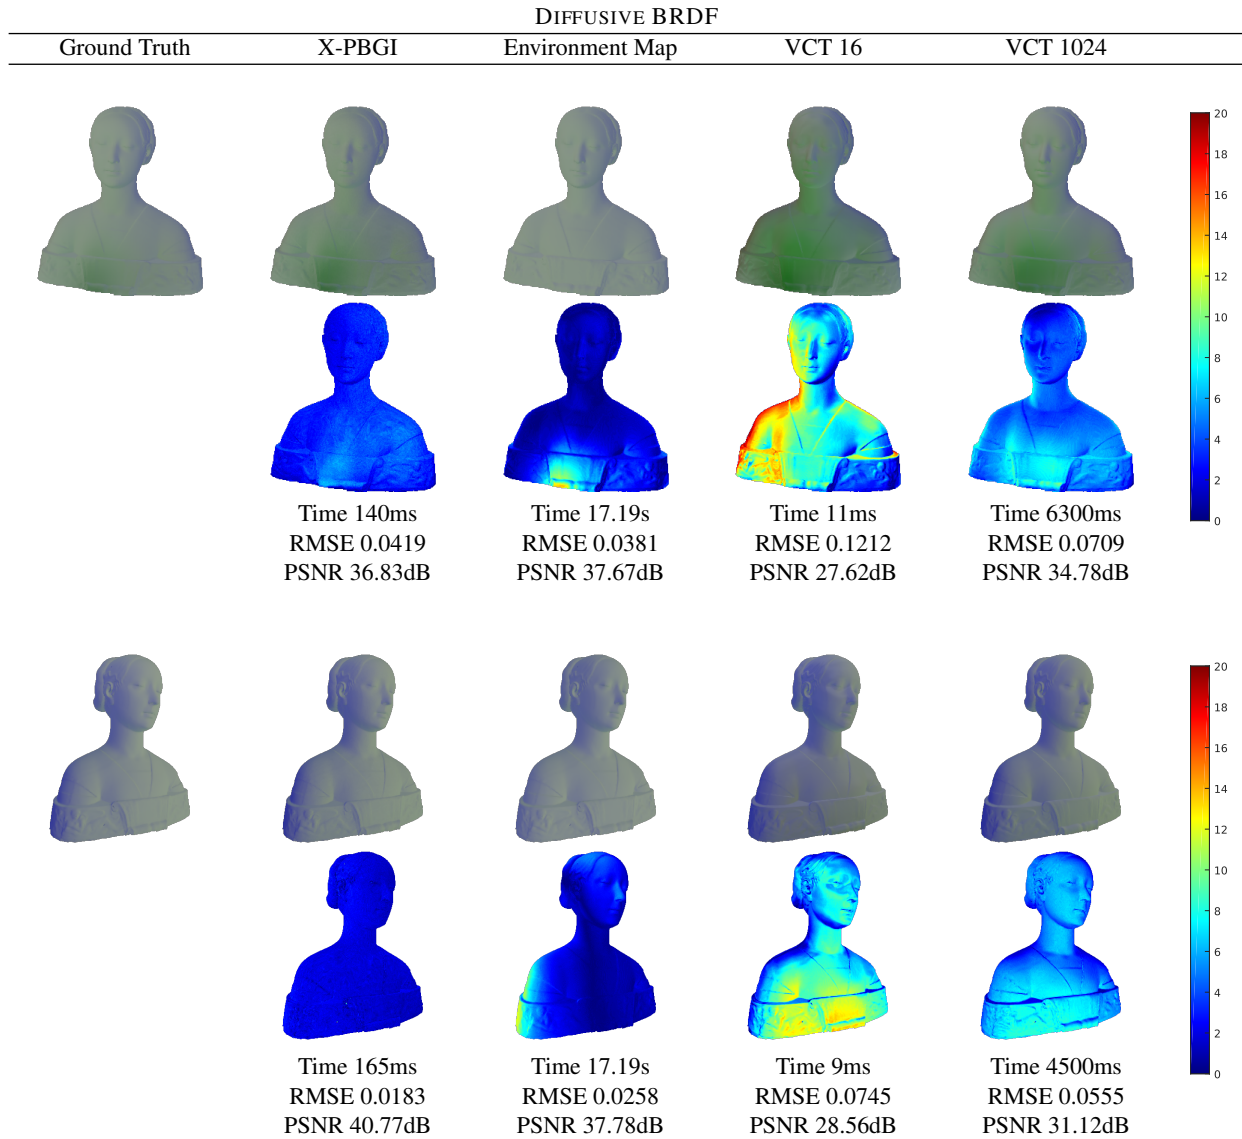 DIFFUSIVE BRDF
Ground Truth X-PBGI Environment Map VCT 16 VCT 1024
20
18
16
14
12
10
8
6
4
2
0
Time 140ms Time 17.19s Time 11ms Time 6300ms
RMSE 0.0419 RMSE 0.0381 RMSE 0.1212 RMSE 0.0709
PSNR 36.83dB PSNR 37.67dB PSNR 27.62dB PSNR 34.78dB
20
18
16
14
12
10
8
6
4
2
0
Time 165ms Time 17.19s Time 9ms Time 4500ms
RMSE 0.0183 RMSE 0.0258 RMSE 0.0745 RMSE 0.0555
PSNR 40.77dB PSNR 37.78dB PSNR 28.56dB PSNR 31.12dB